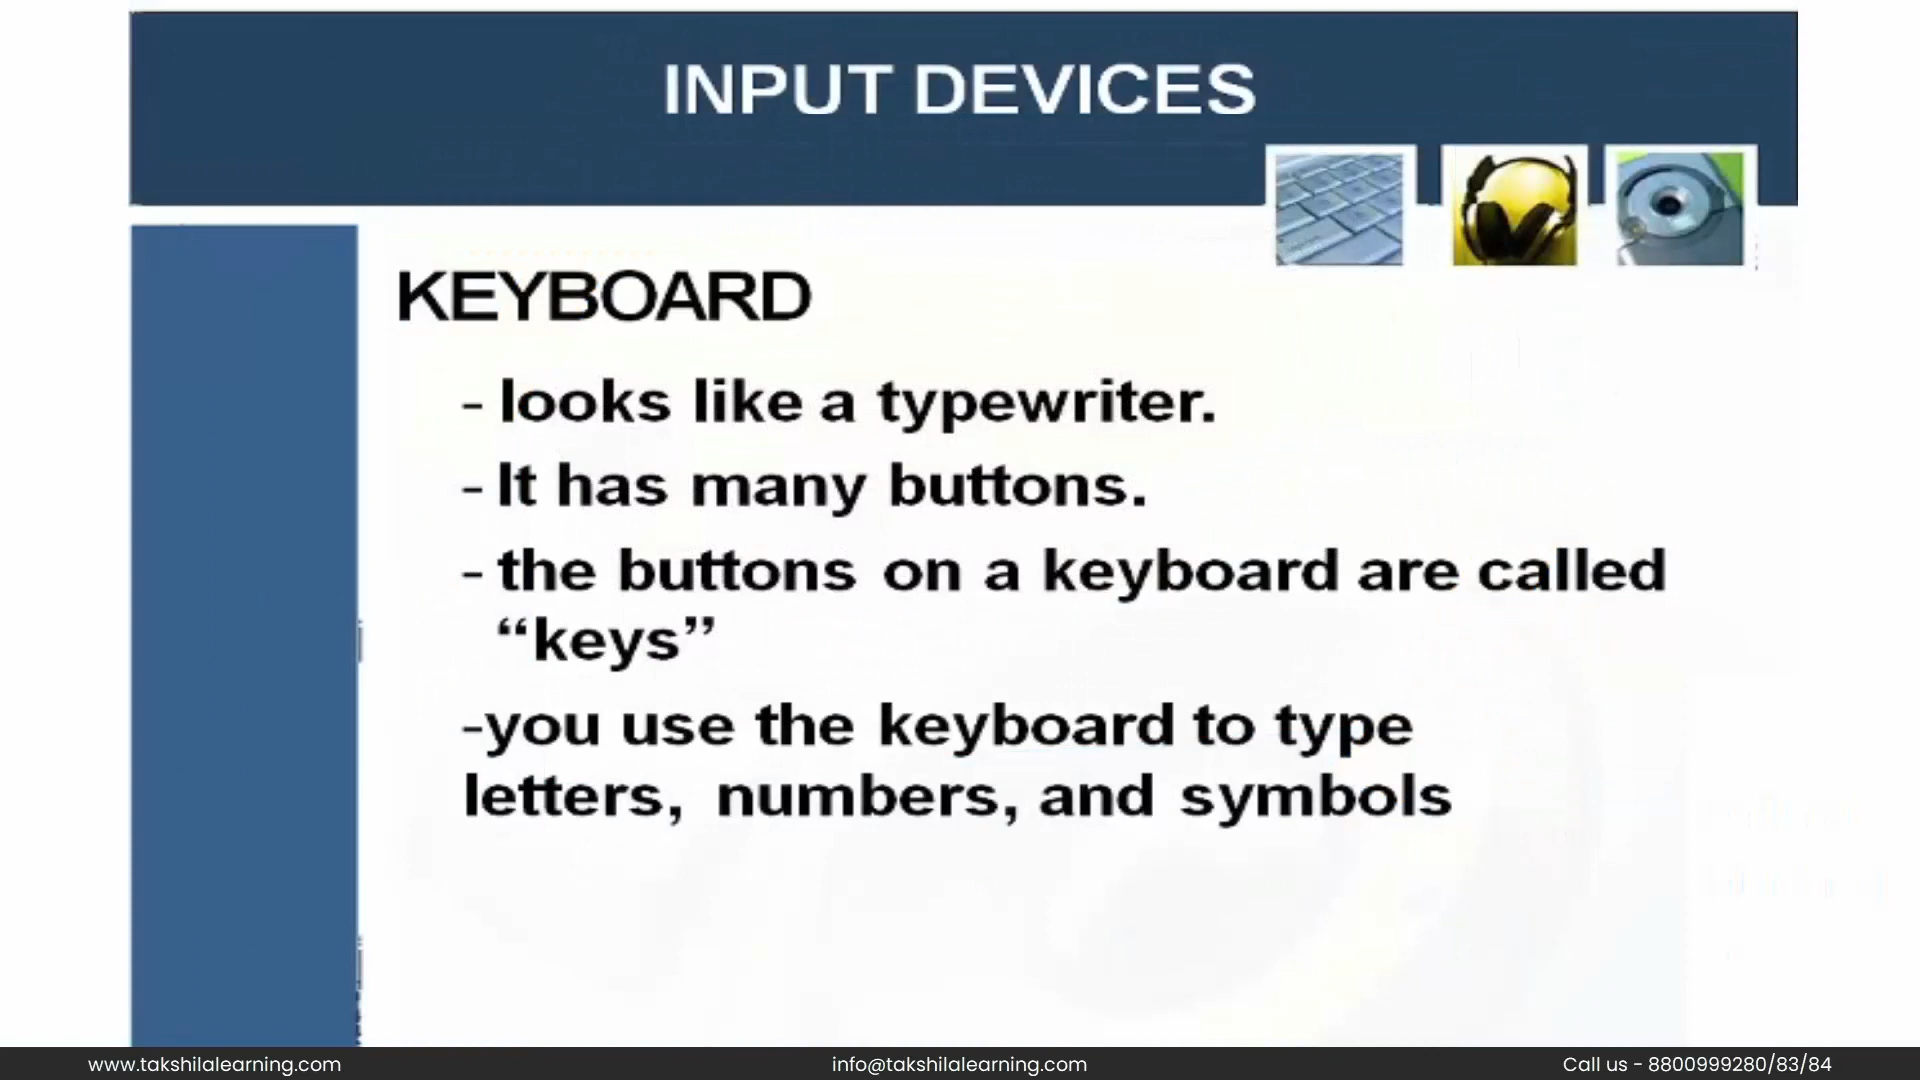 INPUT DEVICES
KEYBOARD
- looks like a typewriter.
- It has many buttons.
- the buttons on a keyboard are called
“keys”
-you use the keyboard to type
letters, numbers, and symbols
www.takshilalearning.com
info@takshilalearning.com
Call us - 8800999280/83/84